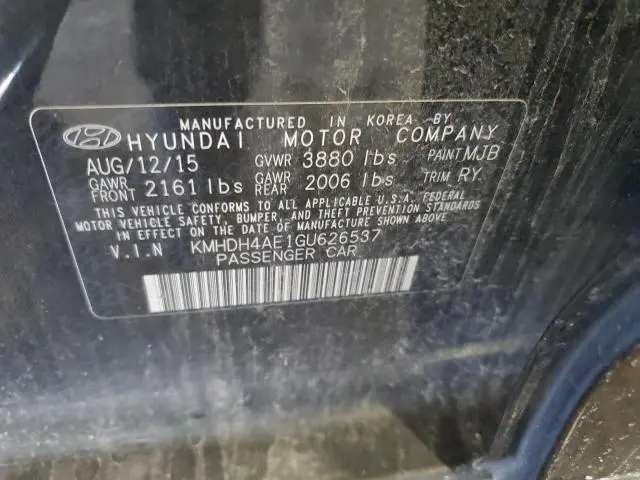 MANUFACTURED IN KOREA BY
HYUNDAI MOTOR COMPANY
AUG/12/15 GVWR 3880 lbs PAINT MJB
GAWR FRONT 2161 lbs GAWR REAR 2006 lbs TRIM RY
THIS VEHICLE CONFORMS TO ALL APPLICABLE U.S.A. FEDERAL
MOTOR VEHICLE SAFETY, BUMPER, AND THEFT PREVENTION STANDARDS
IN EFFECT ON THE DATE OF MANUFACTURE SHOWN ABOVE.
V.I.N KMHDH4AE1GU626537
PASSENGER CAR